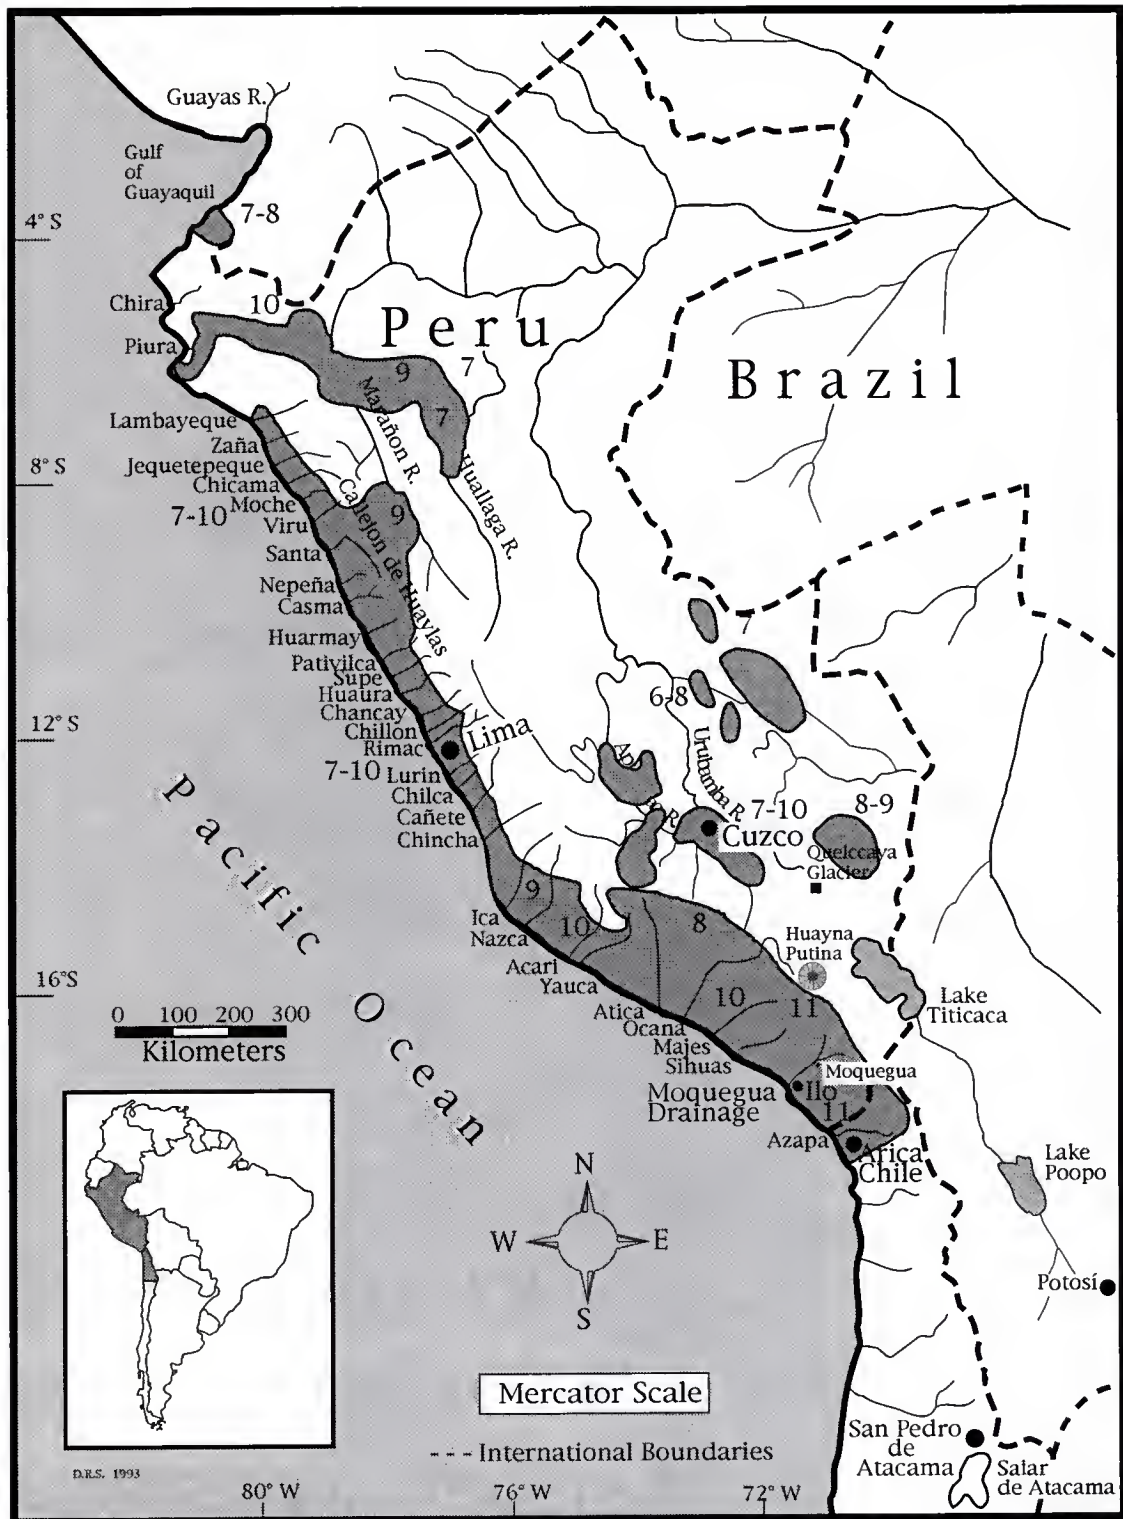 Guayas R.
Gulf
of
Guayaquil
7-8
4° S
Chira
10
Piura
Peru
7
9
7
Brazil
Marañon R.
Huallaga R.
Lambayeque
Zaña
8° S
Jequetepeque
Chicama
Moche
7-10
Viru
Callejon de Huaylas
9
Santa
Nepeña
Casma
Huarmay
Pativilca
Supe
Huaura
Chancay
12° S
Chillon
Rimac
Lima
7-10
Lurin
Chilca
Cañete
Chincha
7
6-8
Urubamba R
7-10
8-9
Cuzco
Quelccaya
Glacier
Pacific
Ocean
9
Ica
10
Nazca
8
Huayna
Putina
Acari
Yauca
16°S
10
11
Lake
Titicaca
Atica
Ocana
Majes
Sihuas
0 100 200 300
Kilometers
Moquegua
Moquegua
Drainage
Ilo
11
Azapa
Arica
Chile
Lake
Poopo
N
W E
S
Potosí
Mercator Scale
--- International Boundaries
San Pedro
de
Atacama
Salar
de Atacama
D.R.S. 1993
80° W
76° W
72° W